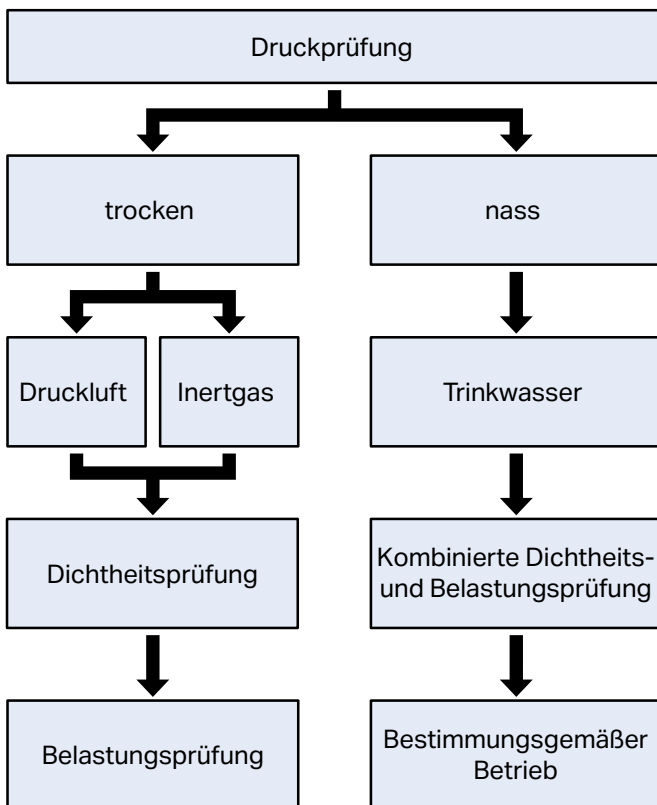 Druckprüfung
trocken
nass
Druckluft
Inertgas
Trinkwasser
Dichtheitsprüfung
Kombinierte Dichtheits-
und Belastungsprüfung
Belastungsprüfung
Bestimmungsgemäßer
Betrieb